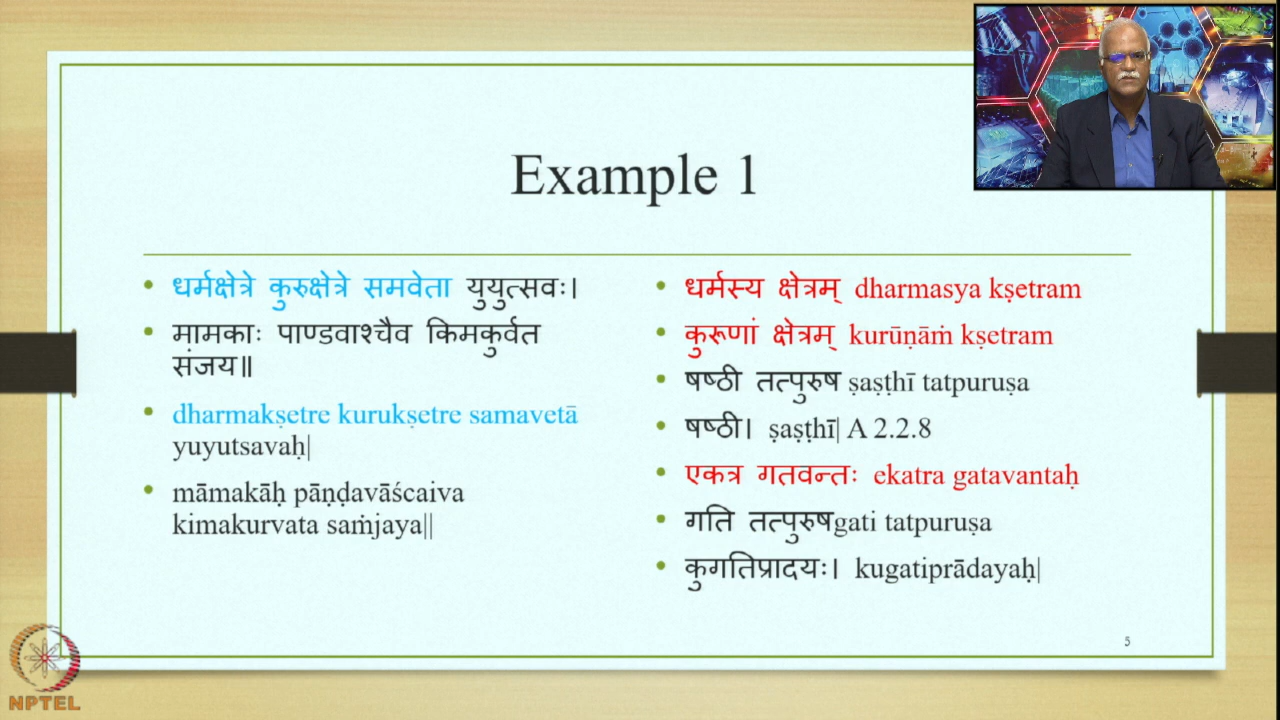 Example 1
धर्मक्षेत्रे कुरुक्षेत्रे समवेता युयुत्सवः।
मामकाः पाण्डवाश्चैव किमकुर्वत
संजय॥
dharmakṣetre kurukṣetre samavetā
yuyutsavaḥ|
māmakāḥ pāṇḍavāścaiva
kimakurvata saṁjaya||
धर्मस्य क्षेत्रम् dharmasya kṣetram
कुरूणां क्षेत्रम् kurūṇāṁ kṣetram
षष्ठी तत्पुरुष ṣaṣṭhī tatpuruṣa
षष्ठी। ṣaṣṭhī| A 2.2.8
एकत्र गतवन्तः ekatra gatavantaḥ
गति तत्पुरुषgati tatpuruṣa
कुगतिप्रादयः। kugatiprādayaḥ|
5
NPTEL